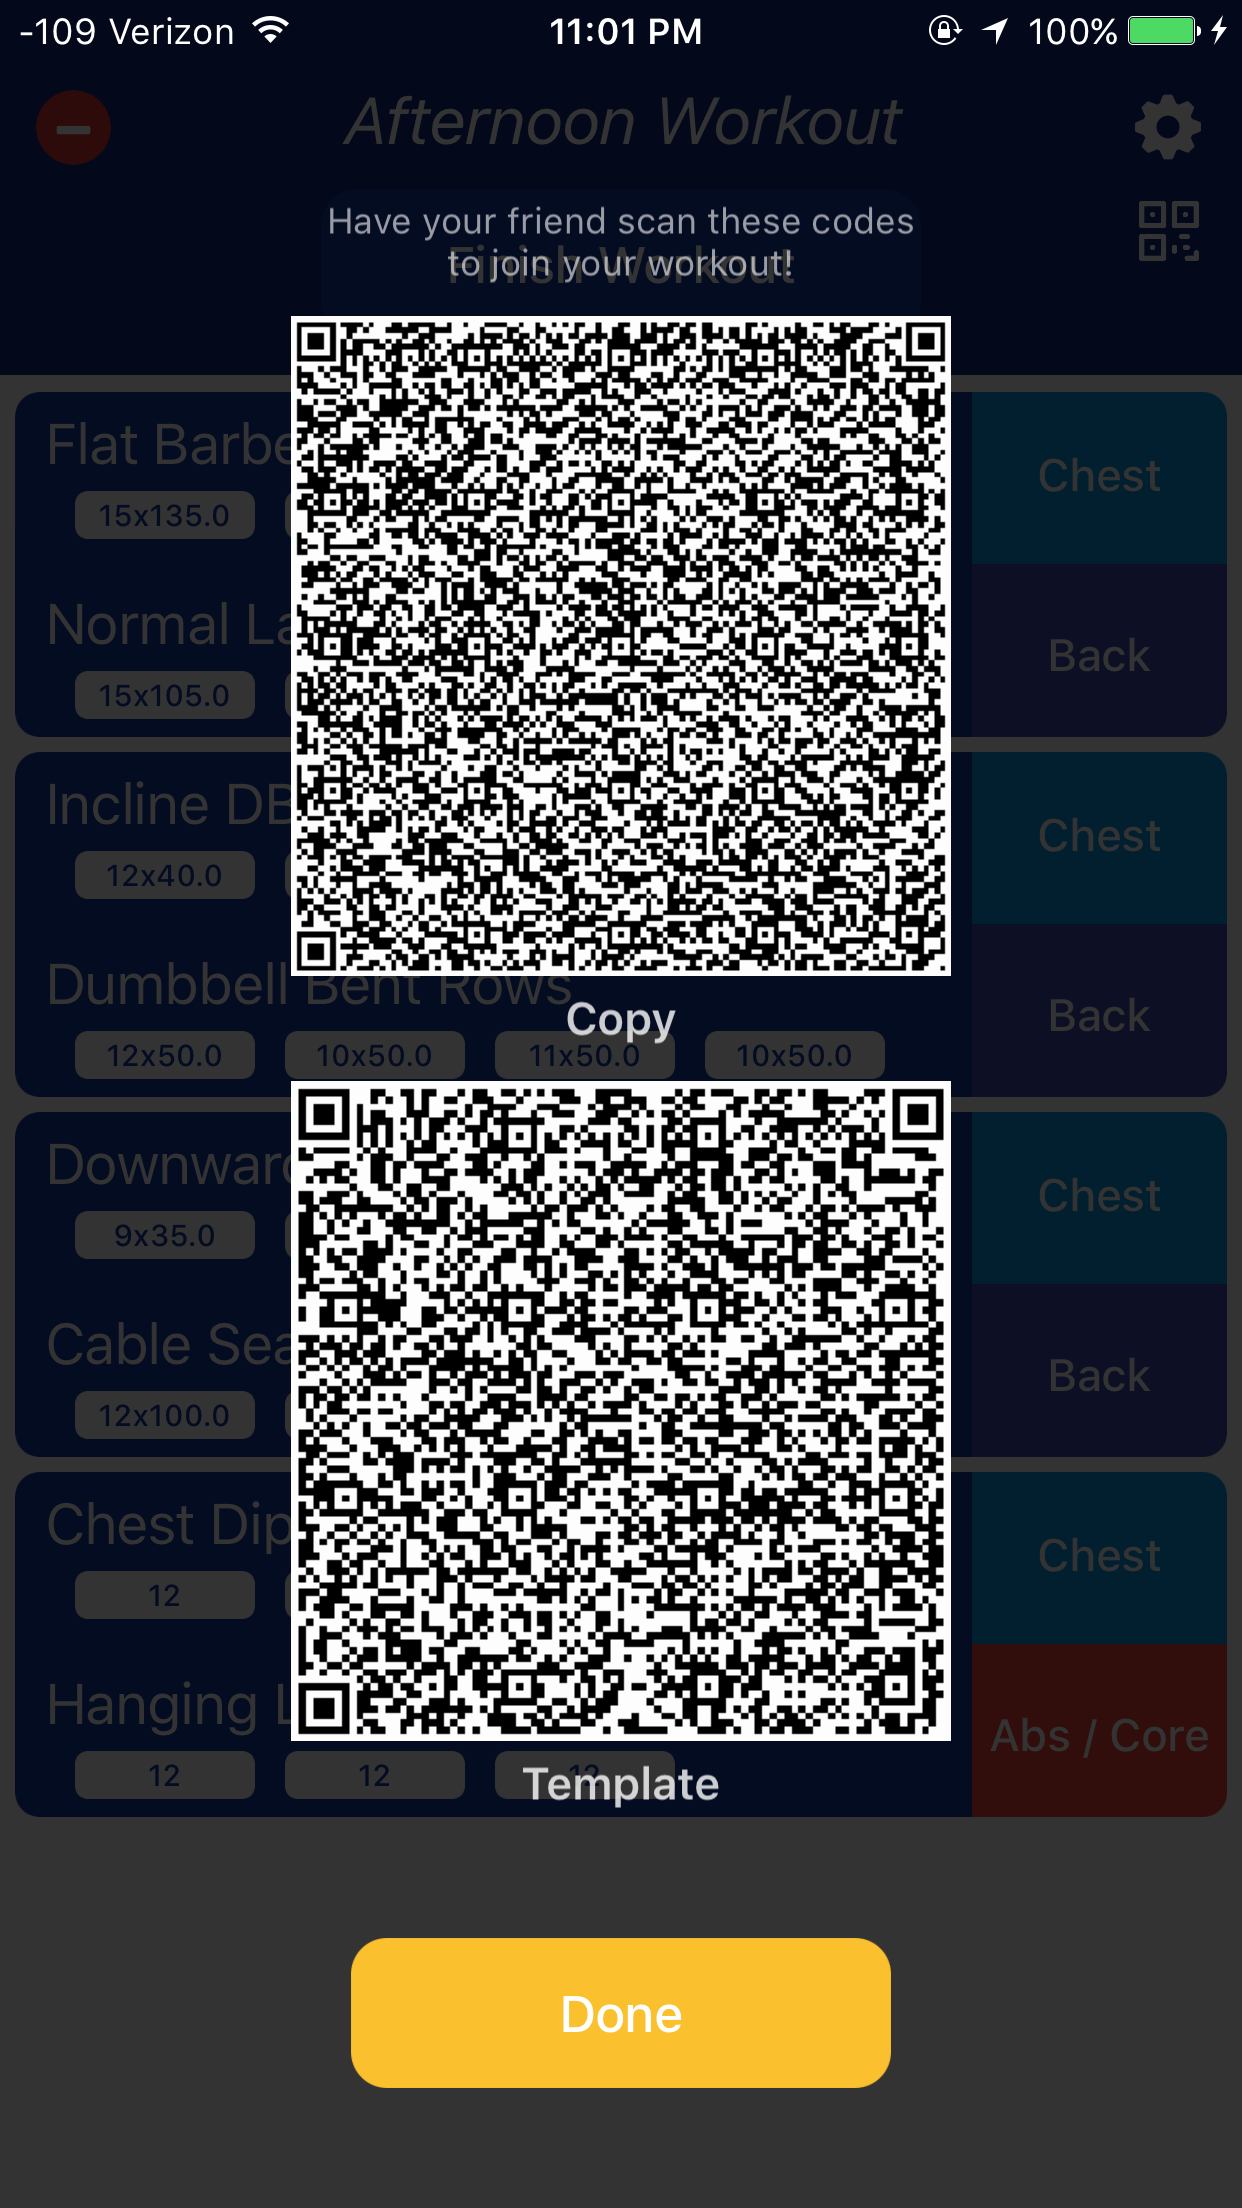 -109 Verizon 11:01 PM 100%
Afternoon Workout
Have your friend scan these codes
to join your workout!
Finish Workout
Flat Barbe
Chest
15x135.0
Normal La
Back
15x105.0
Incline DB
Chest
12x40.0
Dumbbell Bent Rows
Back
Copy
12x50.0 10x50.0 11x50.0 10x50.0
Downward
Chest
9x35.0
Cable Sea
Back
12x100.0
Chest Dip
Chest
12
Hanging L
Abs / Core
12 12 12
Template
Done